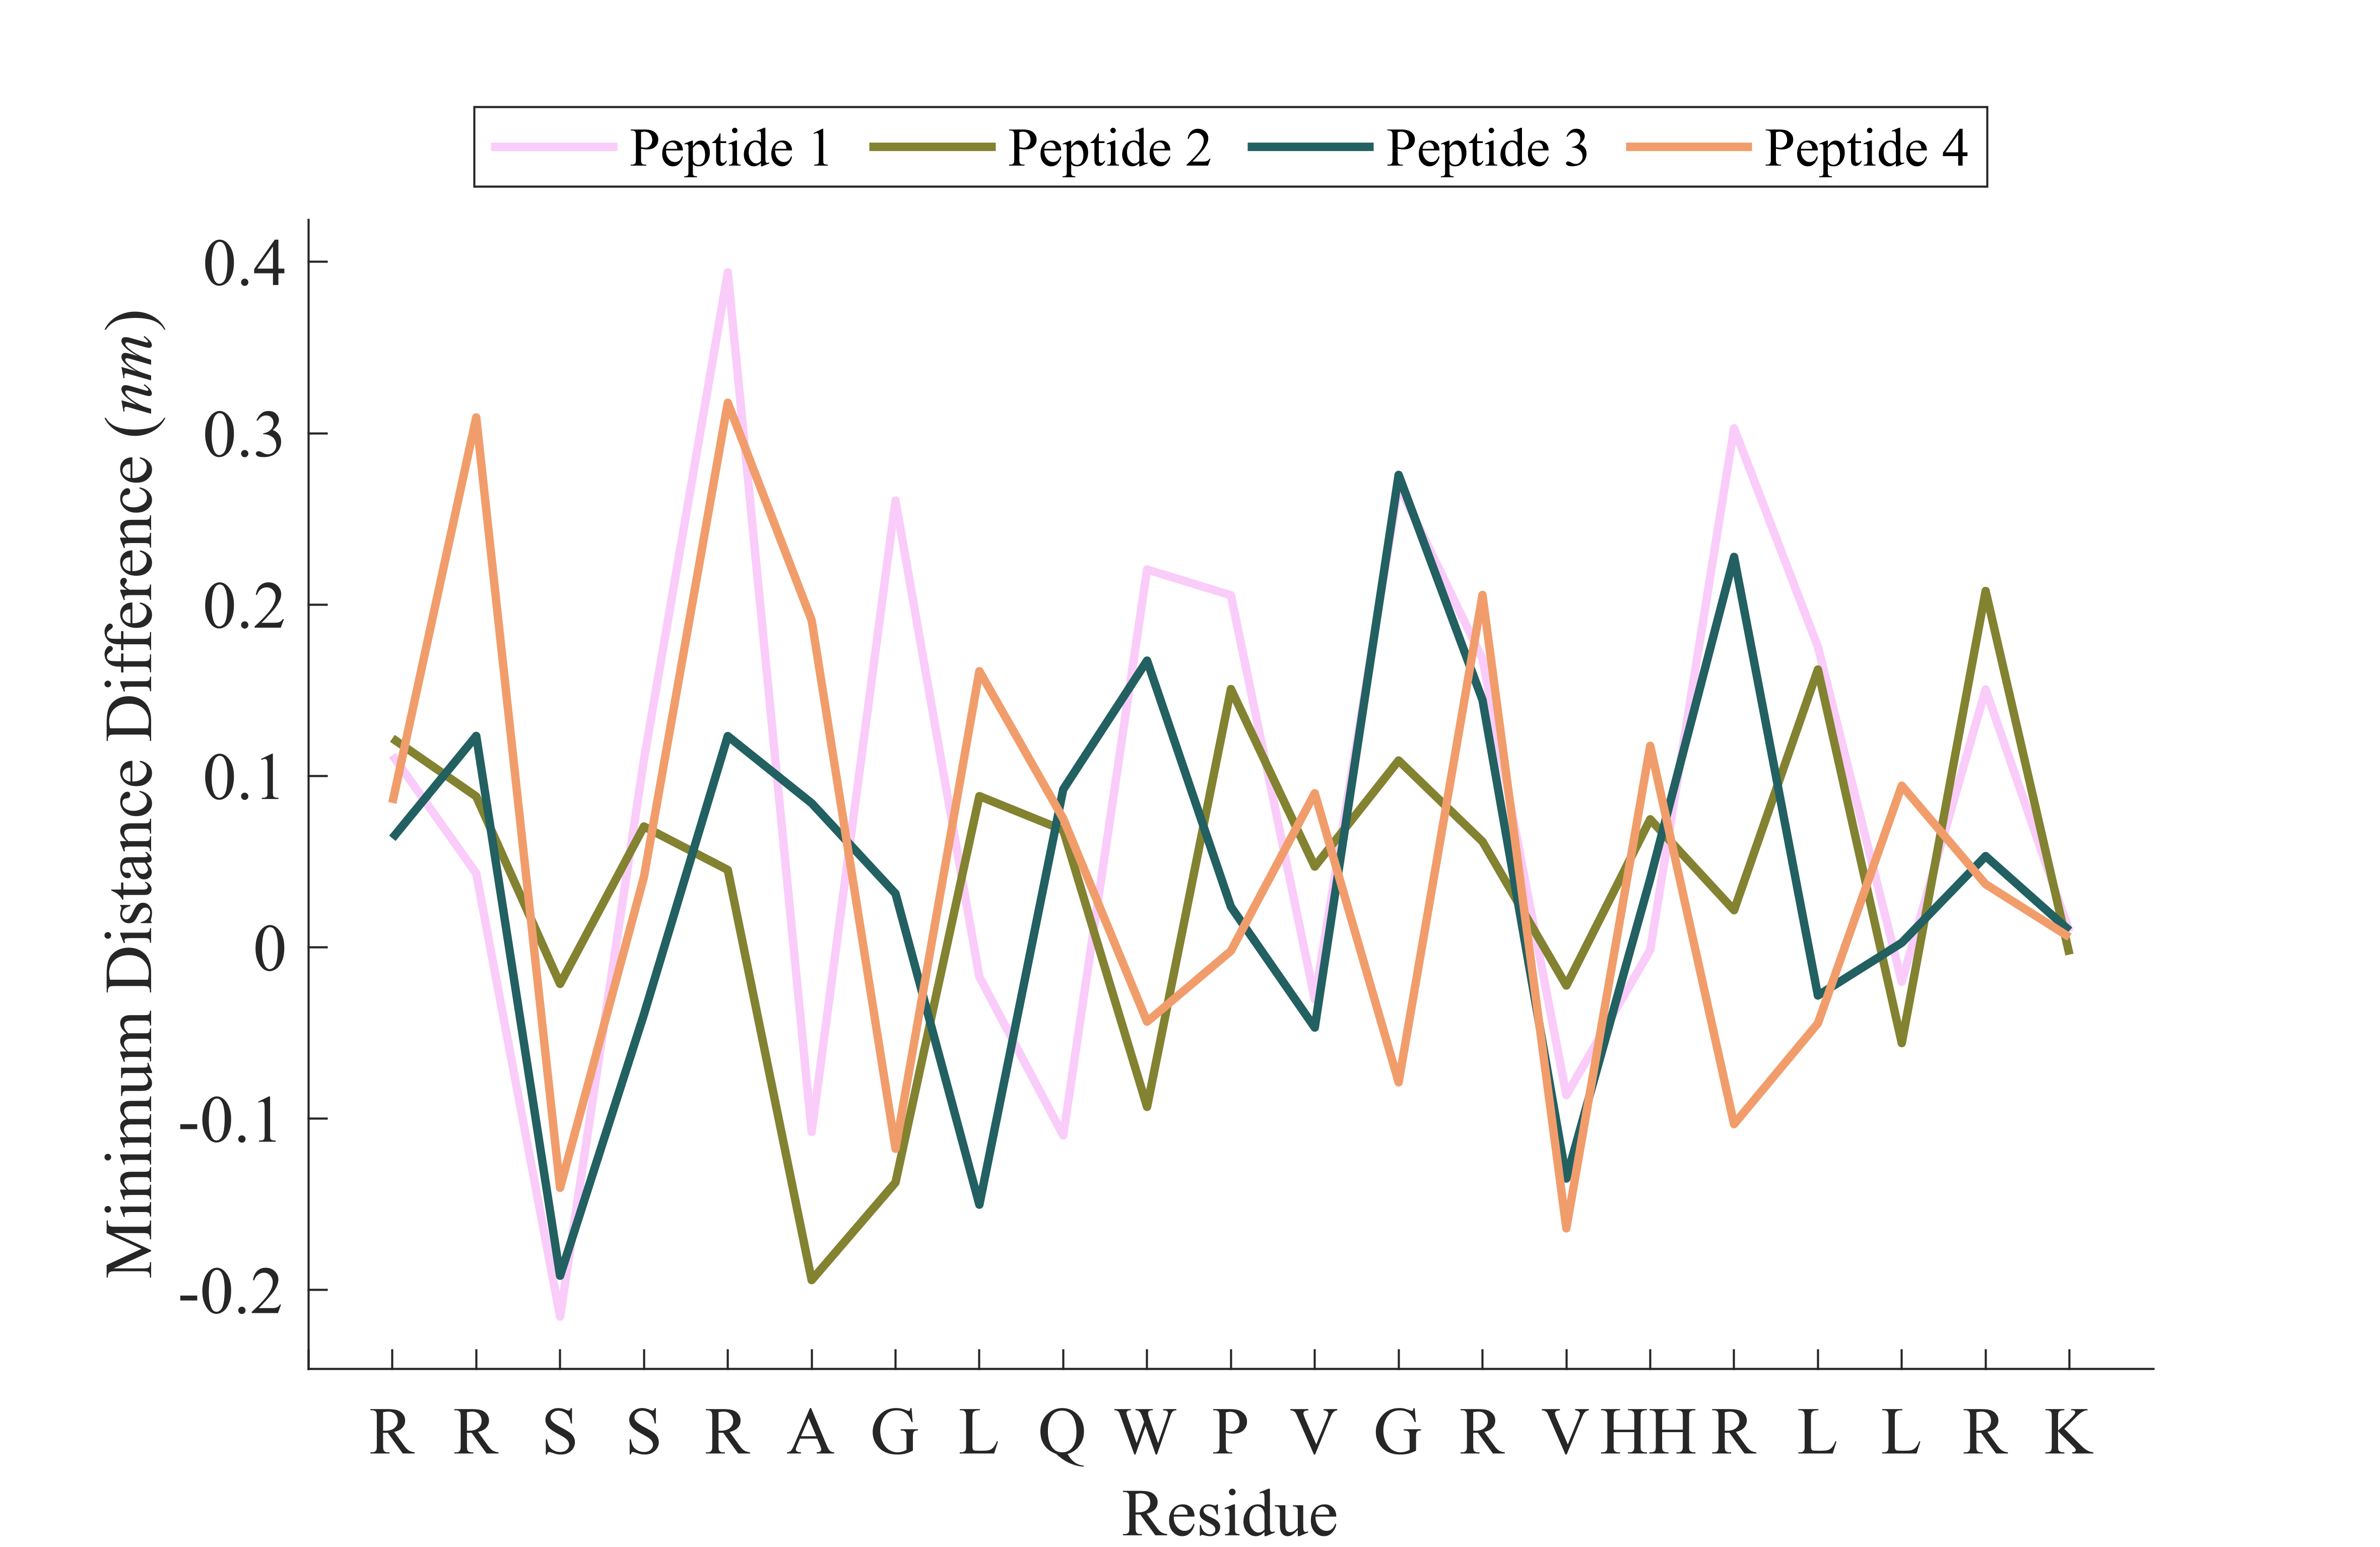 Peptide 1 Peptide 2 Peptide 3 Peptide 4
Minimum Distance Difference (nm)
0.4
0.3
0.2
0.1
0
-0.1
-0.2
R R S S R A G L Q W P V G R V HH R L L R K
Residue